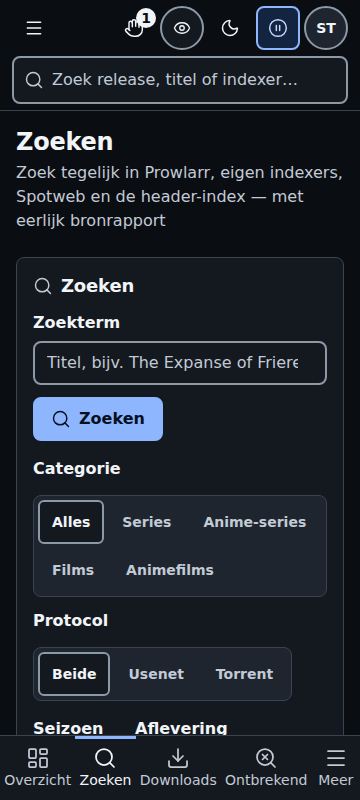 1
ST
Zoek release, titel of indexer…
Zoeken
Zoek tegelijk in Prowlarr, eigen indexers,
Spotweb en de header-index — met
eerlijk bronrapport
Zoeken
Zoekterm
Titel, bijv. The Expanse of Friere
Zoeken
Categorie
Alles Series Anime-series
Films Animefilms
Protocol
Beide Usenet Torrent
Seizoen Aflevering
Overzicht Zoeken Downloads Ontbrekend Meer